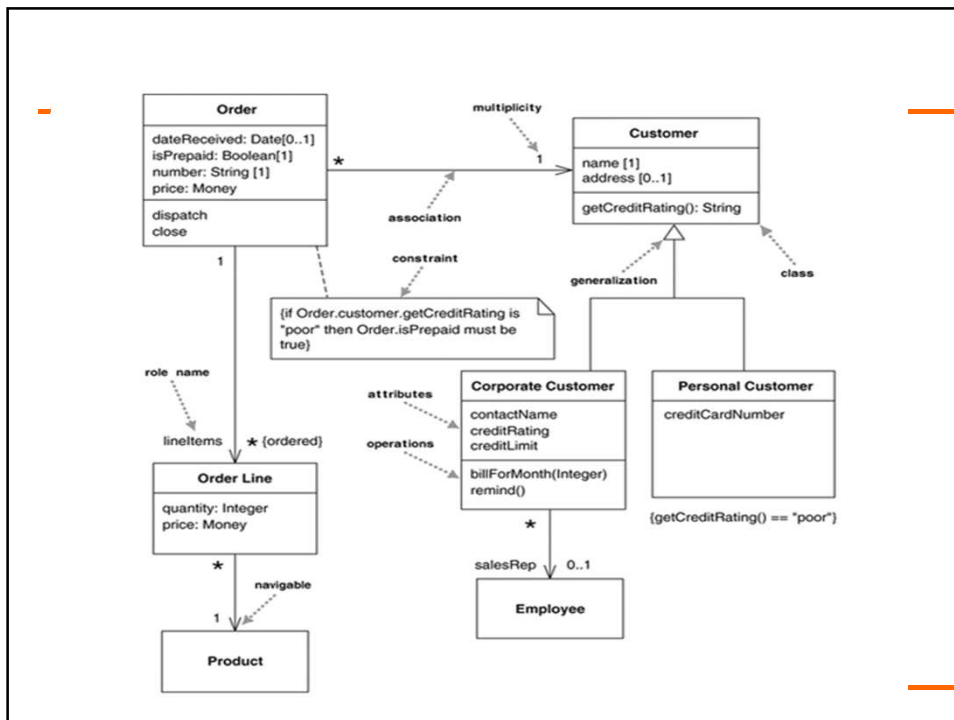 Order
dateReceived: Date[0..1]
isPrepaid: Boolean[1]
number: String [1]
price: Money
dispatch
close
multiplicity
* 1
association
Customer
name [1]
address [0..1]
getCreditRating(): String
generalization
class
constraint
{if Order.customer.getCreditRating is
"poor" then Order.isPrepaid must be
true}
1
role name
lineItems * {ordered}
Order Line
quantity: Integer
price: Money
*
navigable
1
Product
attributes
operations
Corporate Customer
contactName
creditRating
creditLimit
billForMonth(Integer)
remind()
*
salesRep 0..1
Employee
Personal Customer
creditCardNumber
{getCreditRating() == "poor"}